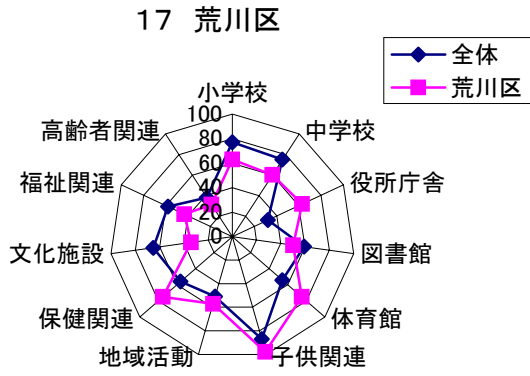 17 荒川区
全体
荒川区
小学校
中学校
役所庁舎
図書館
体育館
子供関連
地域活動
保健関連
文化施設
福祉関連
高齢者関連
100
80
60
40
20
0